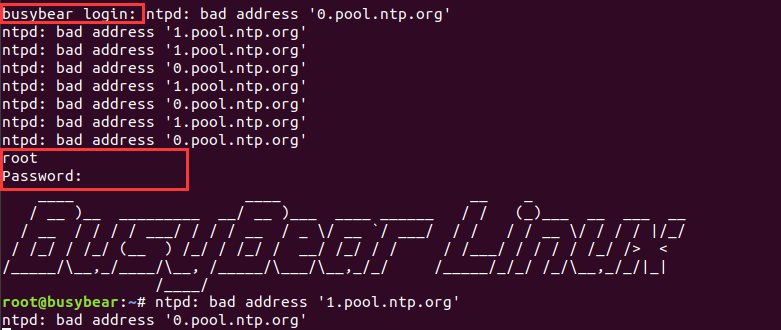 busybear login: ntpd: bad address '0.pool.ntp.org'
ntpd: bad address '1.pool.ntp.org'
ntpd: bad address '1.pool.ntp.org'
ntpd: bad address '0.pool.ntp.org'
ntpd: bad address '1.pool.ntp.org'
ntpd: bad address '0.pool.ntp.org'
ntpd: bad address '1.pool.ntp.org'
ntpd: bad address '0.pool.ntp.org'
root
Password:
BusyBear Linux
root@busybear:~# ntpd: bad address '1.pool.ntp.org'
ntpd: bad address '0.pool.ntp.org'